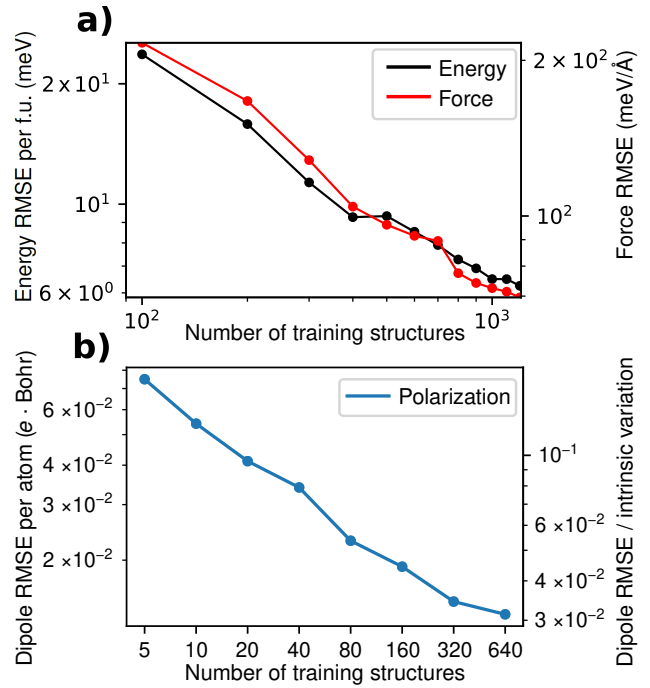 a)
Energy RMSE per f.u. (meV)
2 × 10¹
10¹
6 × 10⁰
Energy
Force
2 × 10²
10²
Force RMSE (meV/Å)
10²
10³
Number of training structures
b)
Dipole RMSE per atom (e · Bohr)
6 × 10⁻²
4 × 10⁻²
3 × 10⁻²
2 × 10⁻²
Polarization
10⁻¹
6 × 10⁻²
4 × 10⁻²
3 × 10⁻²
Dipole RMSE / intrinsic variation
5 10 20 40 80 160 320 640
Number of training structures